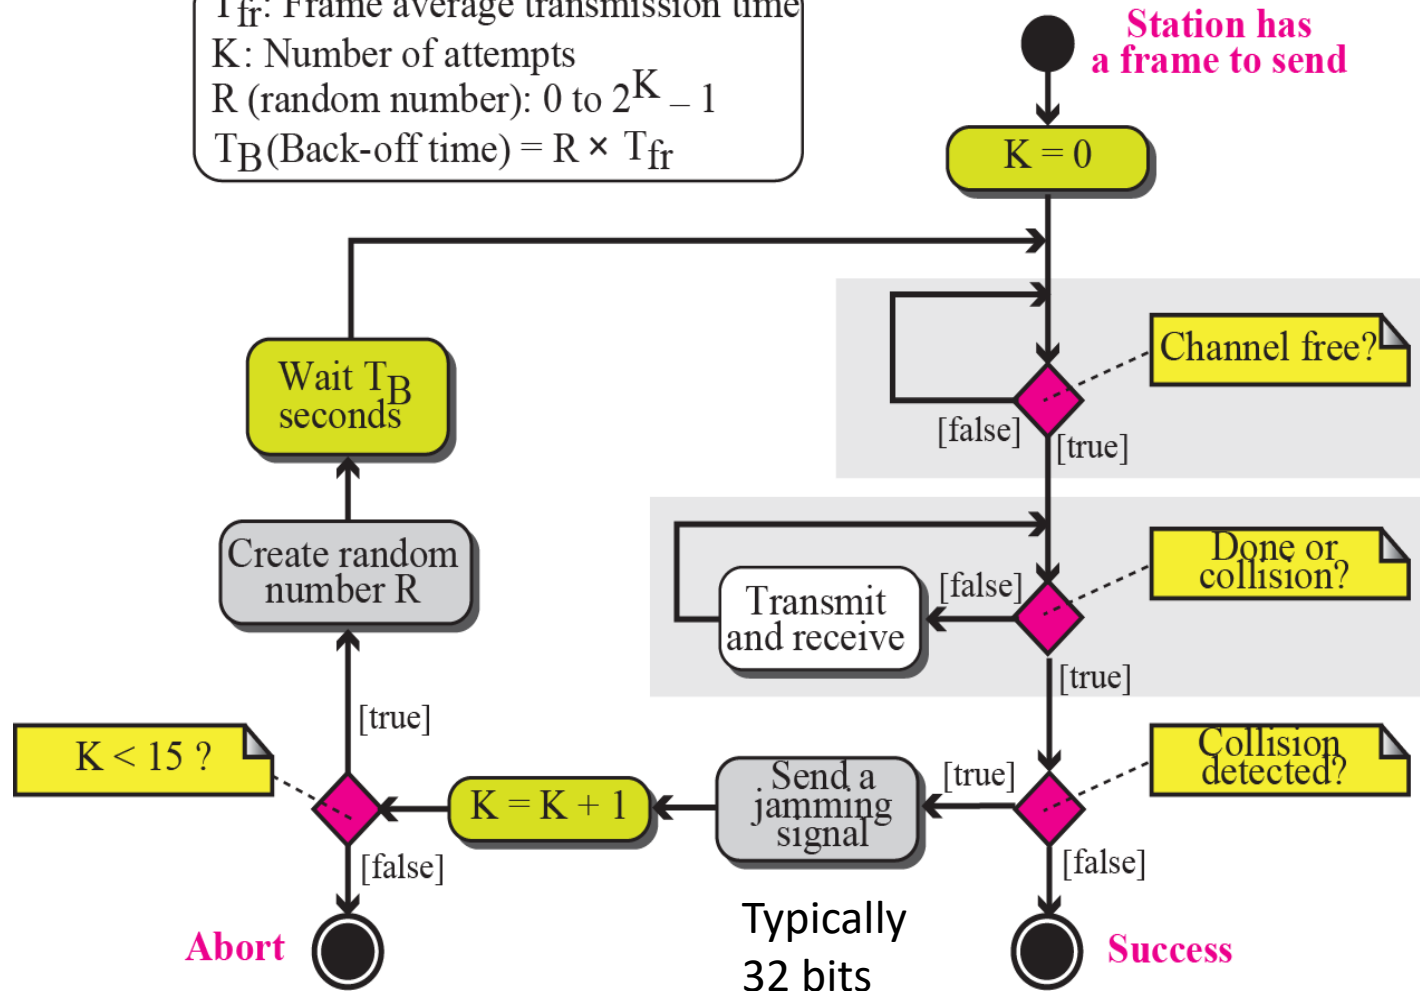 Tfr: Frame average transmission time
K: Number of attempts
R (random number): 0 to 2^K – 1
TB (Back-off time) = R × Tfr
Station has
a frame to send
K = 0
Channel free?
[false]
[true]
Wait TB
seconds
Create random
number R
Done or
collision?
[false]
Transmit
and receive
[true]
[true]
K < 15 ?
Collision
detected?
[true]
Send a
jamming
signal
K = K + 1
[false]
[false]
Abort
Typically
32 bits
Success